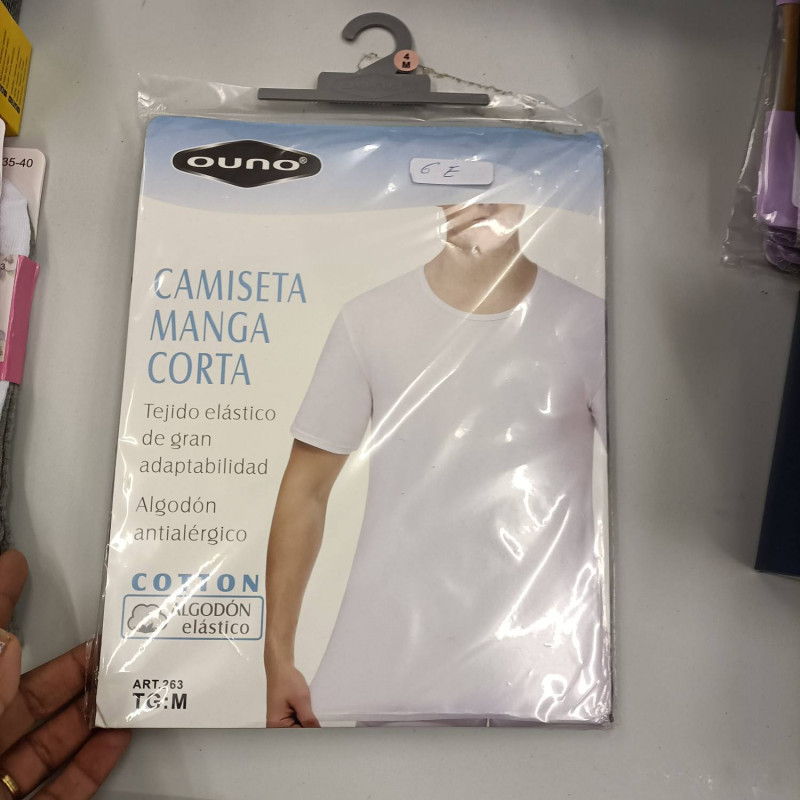 4
M
OUNO®
6 E
35-40
CAMISETA
MANGA
CORTA
Tejido elástico
de gran
adaptabilidad
Algodón
antialérgico
COTTON
ALGODÓN
elástico
ART.263
TG:M